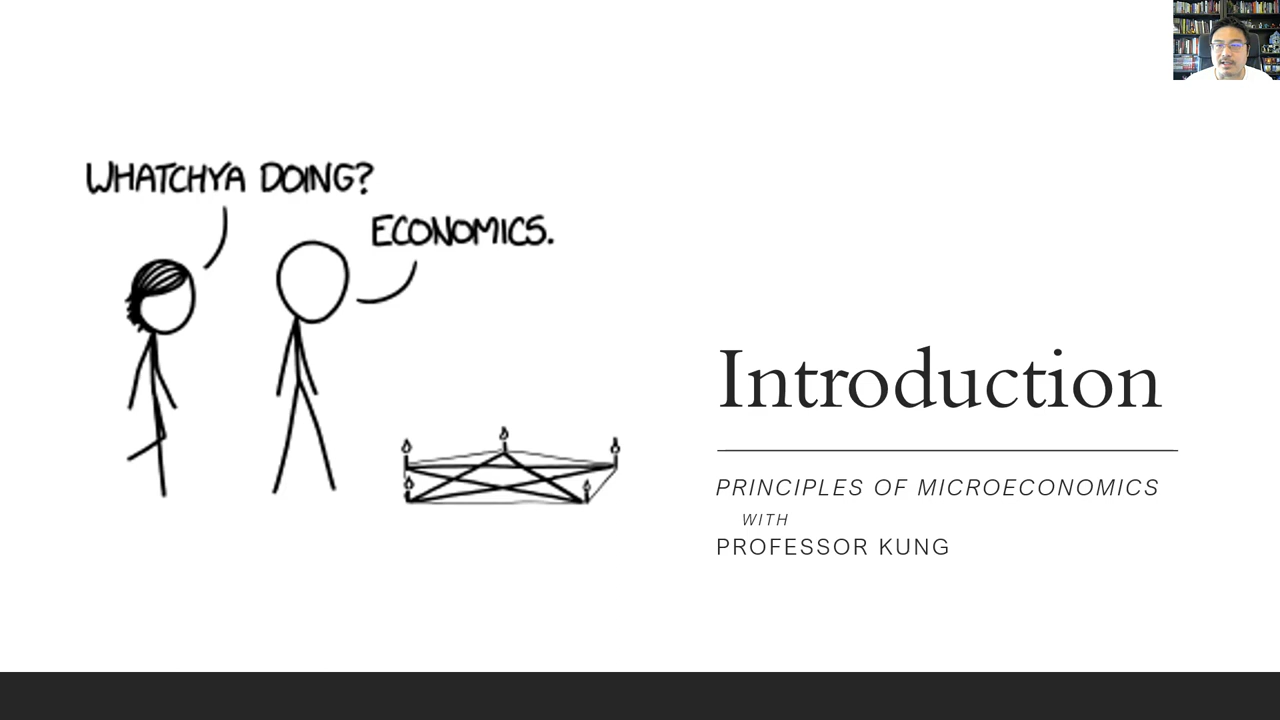 WHATCHYA DOING?
ECONOMICS.
Introduction
PRINCIPLES OF MICROECONOMICS
WITH
PROFESSOR KUNG